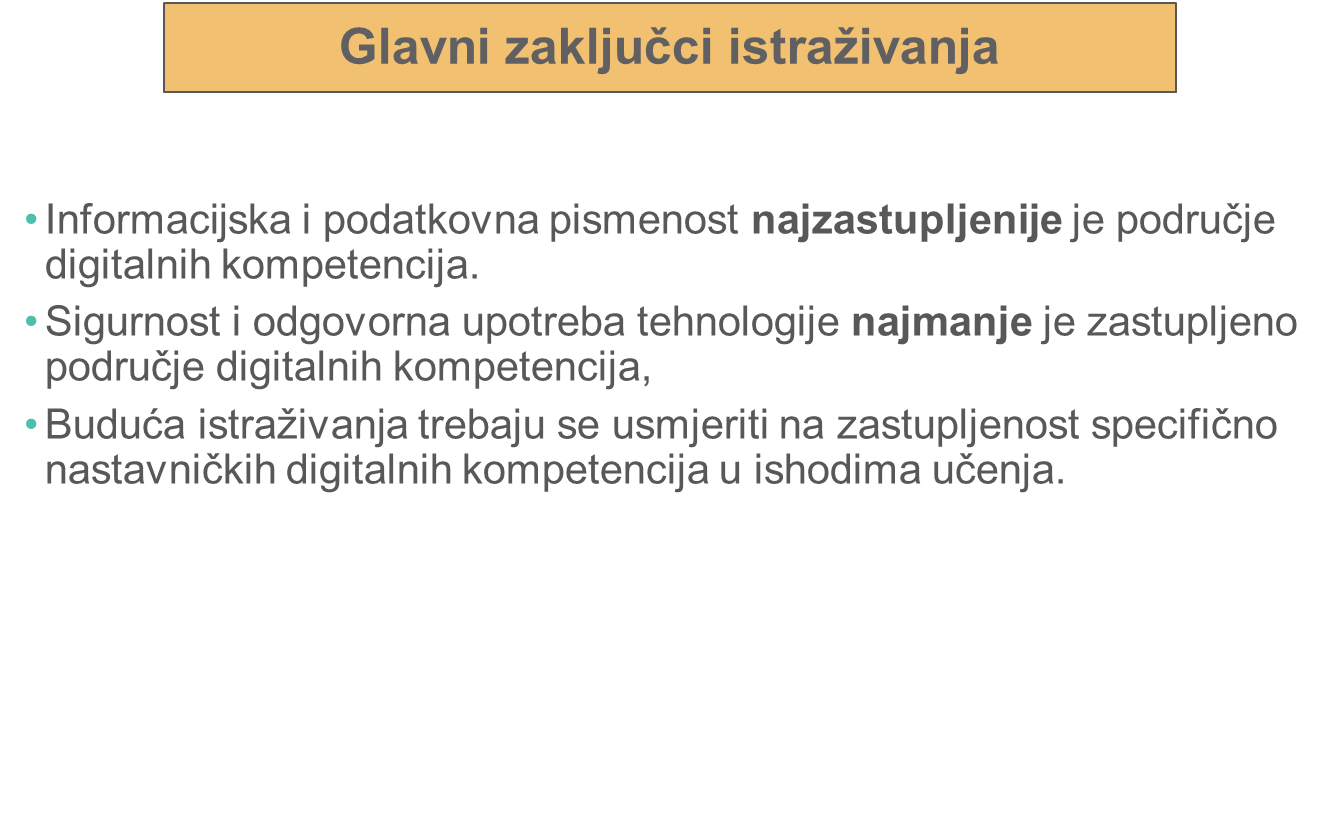 Glavni zaključci istraživanja
• Informacijska i podatkovna pismenost najzastupljenije je područje
digitalnih kompetencija.
• Sigurnost i odgovorna upotreba tehnologije najmanje je zastupljeno
područje digitalnih kompetencija,
• Buduća istraživanja trebaju se usmjeriti na zastupljenost specifično
nastavničkih digitalnih kompetencija u ishodima učenja.